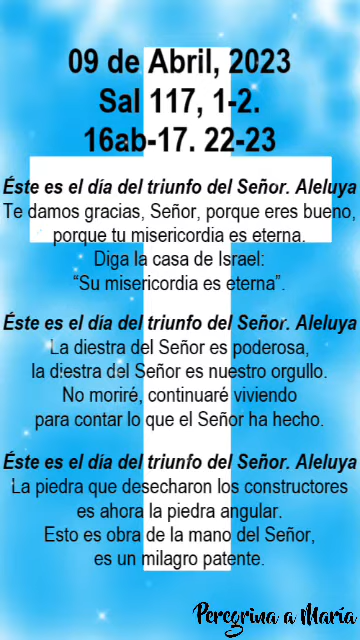 09 de Abril, 2023
Sal 117, 1-2.
16ab-17. 22-23
Éste es el día del triunfo del Señor. Aleluya
Te damos gracias, Señor, porque eres bueno,
porque tu misericordia es eterna.
Diga la casa de Israel:
“Su misericordia es eterna”.
Éste es el día del triunfo del Señor. Aleluya
La diestra del Señor es poderosa,
la diestra del Señor es nuestro orgullo.
No moriré, continuaré viviendo
para contar lo que el Señor ha hecho.
Éste es el día del triunfo del Señor. Aleluya
La piedra que desecharon los constructores
es ahora la piedra angular.
Esto es obra de la mano del Señor,
es un milagro patente.
Peregrina a María